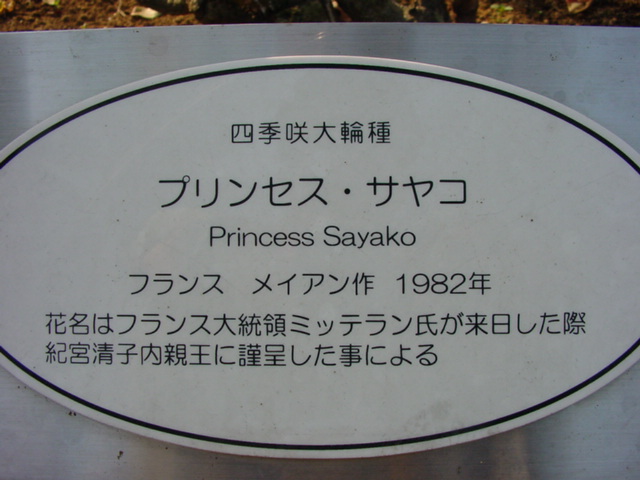 四季咲大輪種
プリンセス・サヤコ
Princess Sayako
フランス　メイアン作　1982年
花名はフランス大統領ミッテラン氏が来日した際
紀宮清子内親王に謹呈した事による